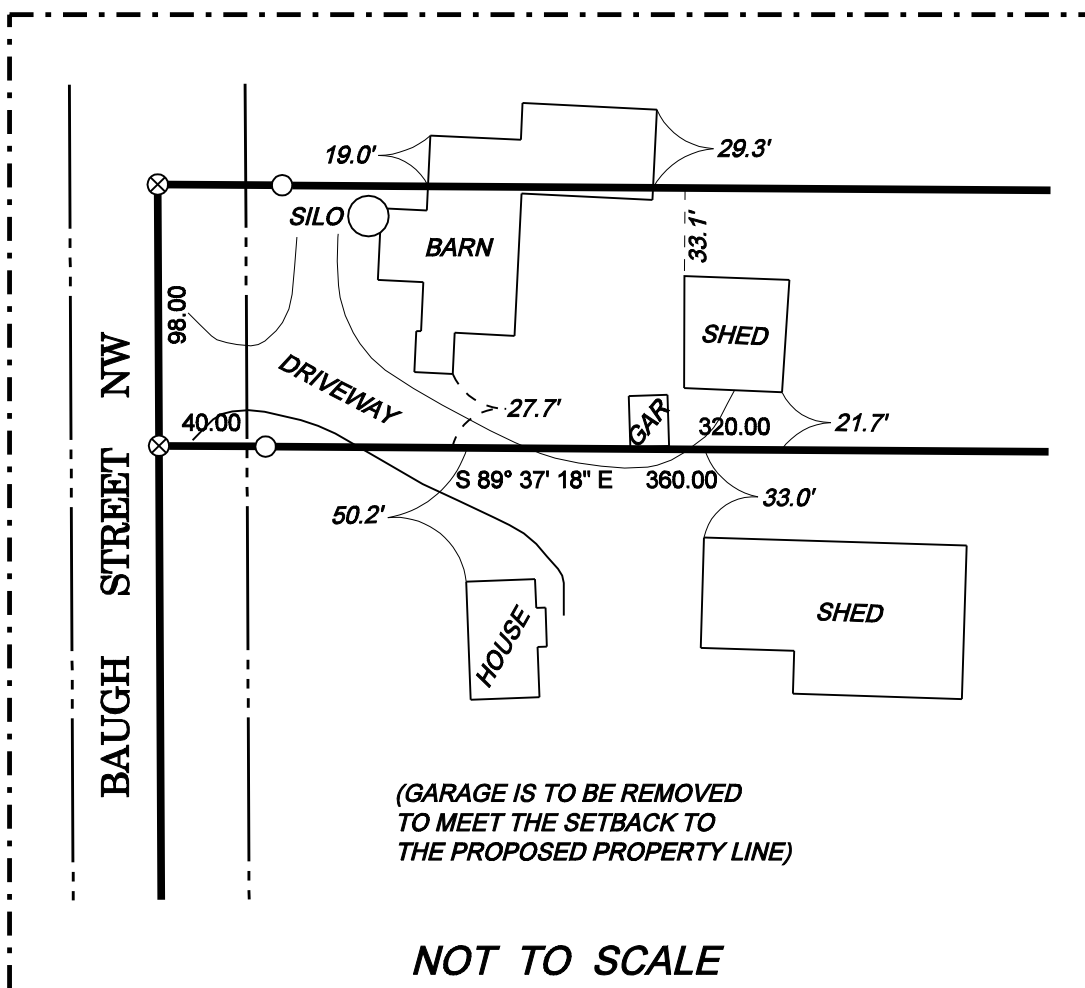 19.0'
29.3'
SILO
BARN
33.1'
98.00
SHED
BAUGH STREET NW
DRIVEWAY
27.7'
40.00
GAR
320.00
21.7'
S 89° 37' 18" E
360.00
33.0'
50.2'
SHED
HOUSE
(GARAGE IS TO BE REMOVED
TO MEET THE SETBACK TO
THE PROPOSED PROPERTY LINE)
NOT TO SCALE